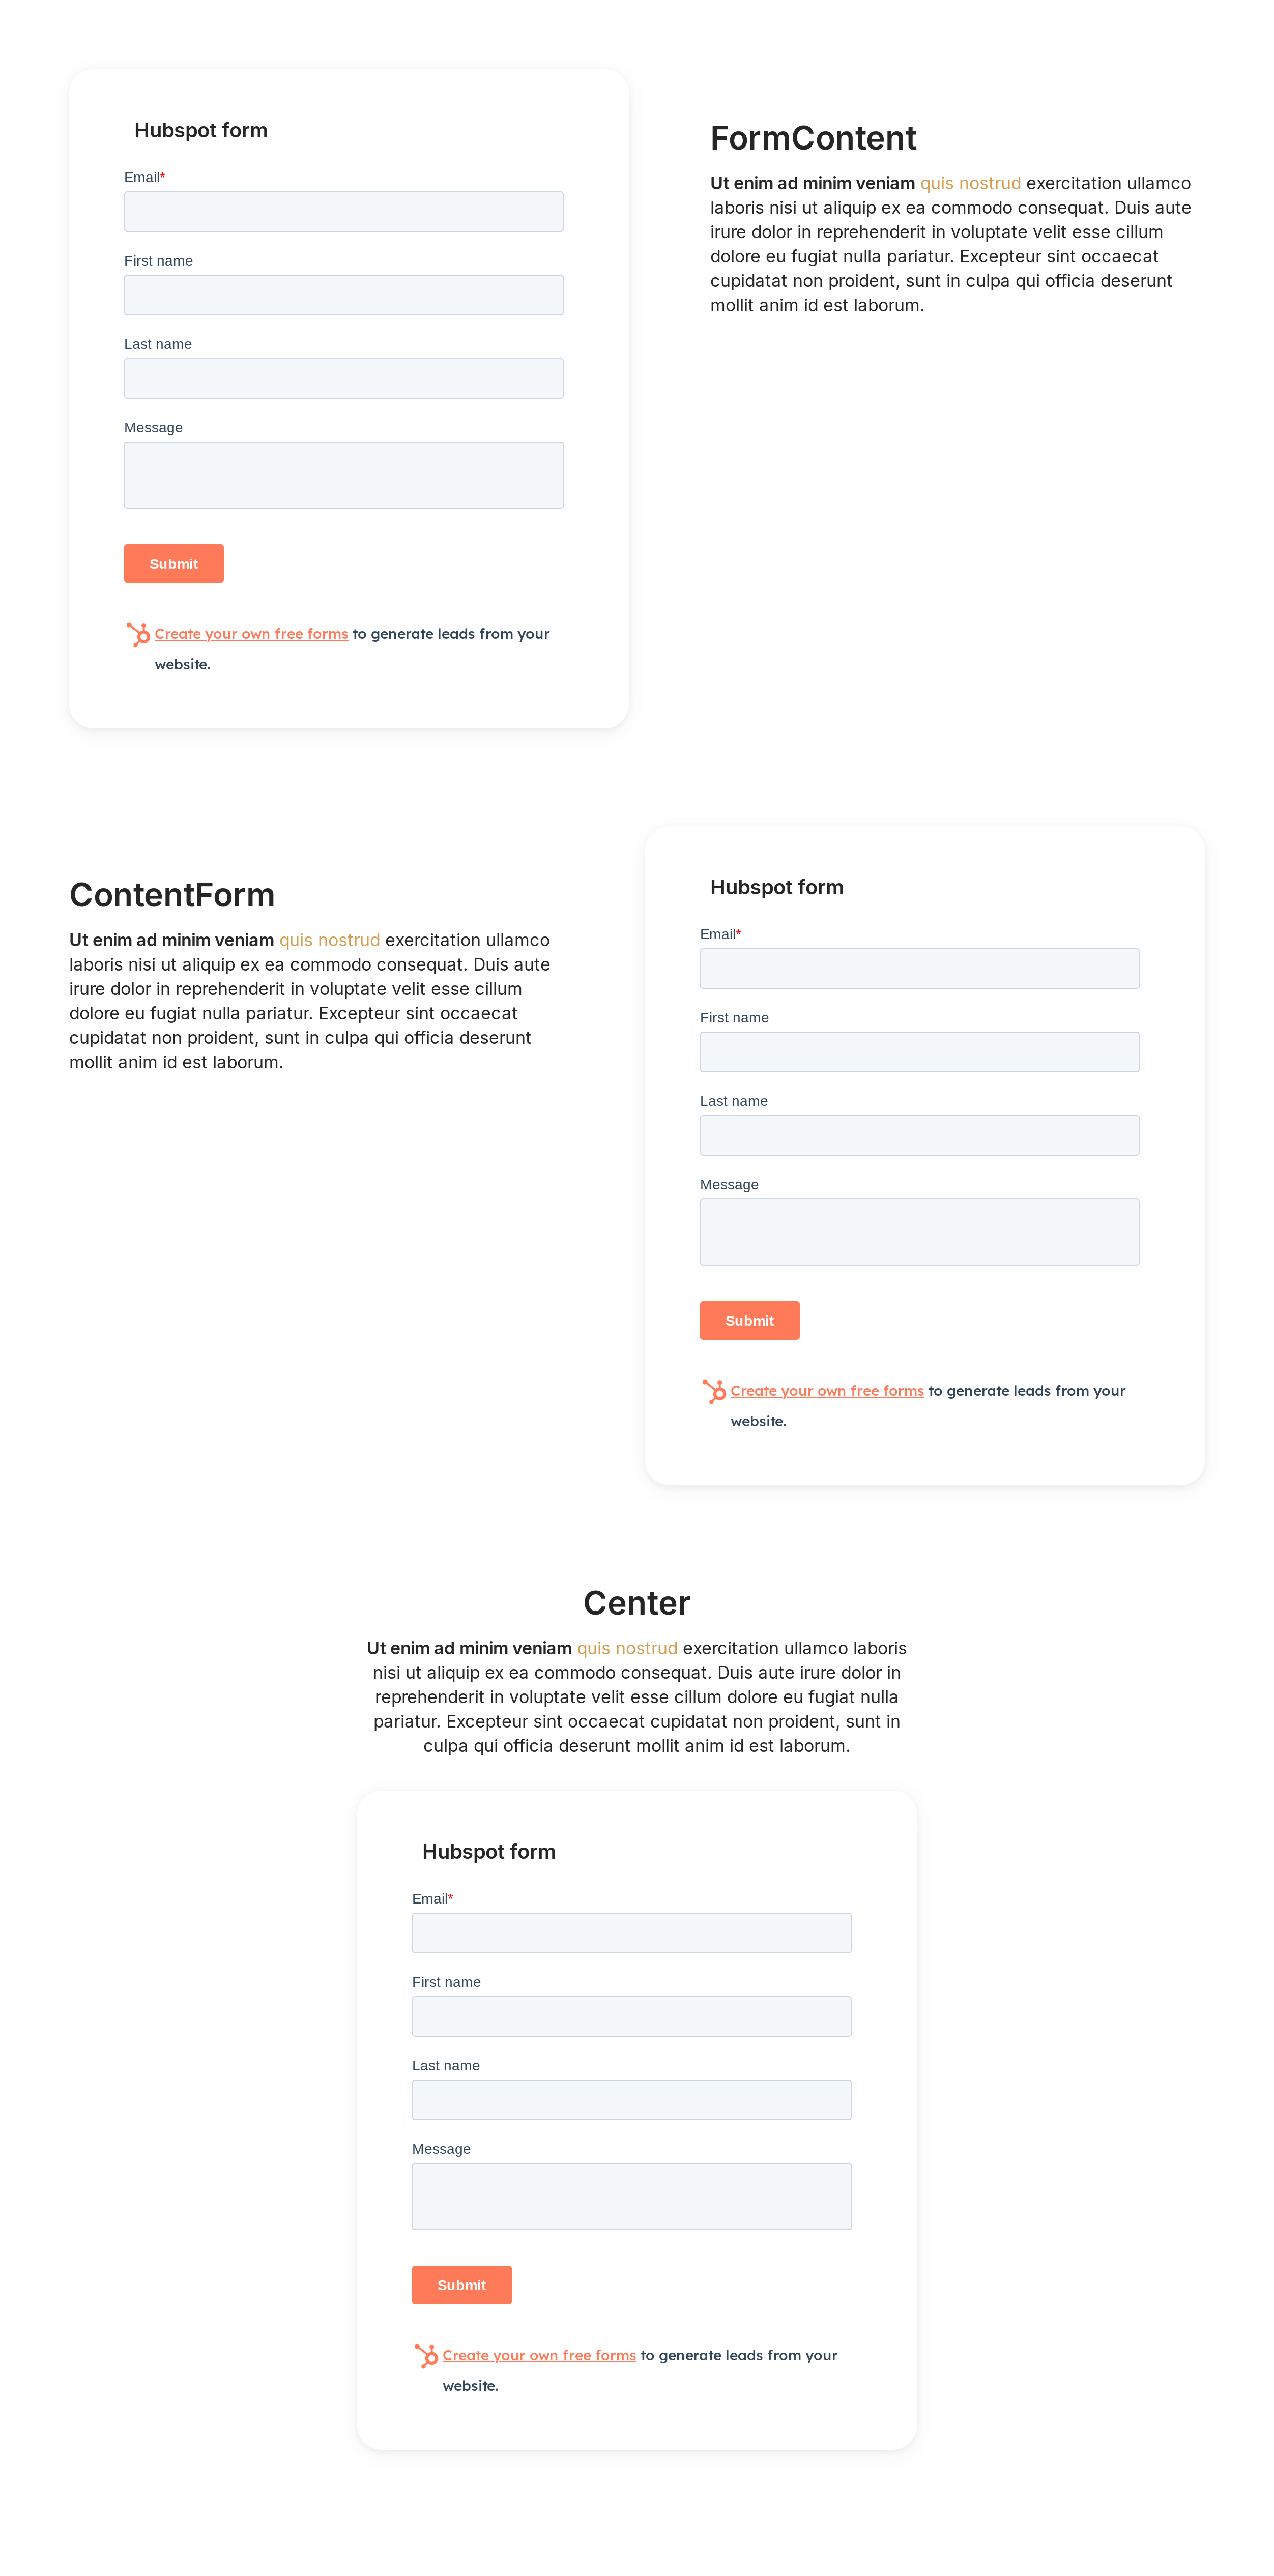 Hubspot form
Email*
First name
Last name
Message
Submit
Create your own free forms to generate leads from your
website.
FormContent
Ut enim ad minim veniam quis nostrud exercitation ullamco
laboris nisi ut aliquip ex ea commodo consequat. Duis aute
irure dolor in reprehenderit in voluptate velit esse cillum
dolore eu fugiat nulla pariatur. Excepteur sint occaecat
cupidatat non proident, sunt in culpa qui officia deserunt
mollit anim id est laborum.
ContentForm
Ut enim ad minim veniam quis nostrud exercitation ullamco
laboris nisi ut aliquip ex ea commodo consequat. Duis aute
irure dolor in reprehenderit in voluptate velit esse cillum
dolore eu fugiat nulla pariatur. Excepteur sint occaecat
cupidatat non proident, sunt in culpa qui officia deserunt
mollit anim id est laborum.
Hubspot form
Email*
First name
Last name
Message
Submit
Create your own free forms to generate leads from your
website.
Center
Ut enim ad minim veniam quis nostrud exercitation ullamco laboris
nisi ut aliquip ex ea commodo consequat. Duis aute irure dolor in
reprehenderit in voluptate velit esse cillum dolore eu fugiat nulla
pariatur. Excepteur sint occaecat cupidatat non proident, sunt in
culpa qui officia deserunt mollit anim id est laborum.
Hubspot form
Email*
First name
Last name
Message
Submit
Create your own free forms to generate leads from your
website.